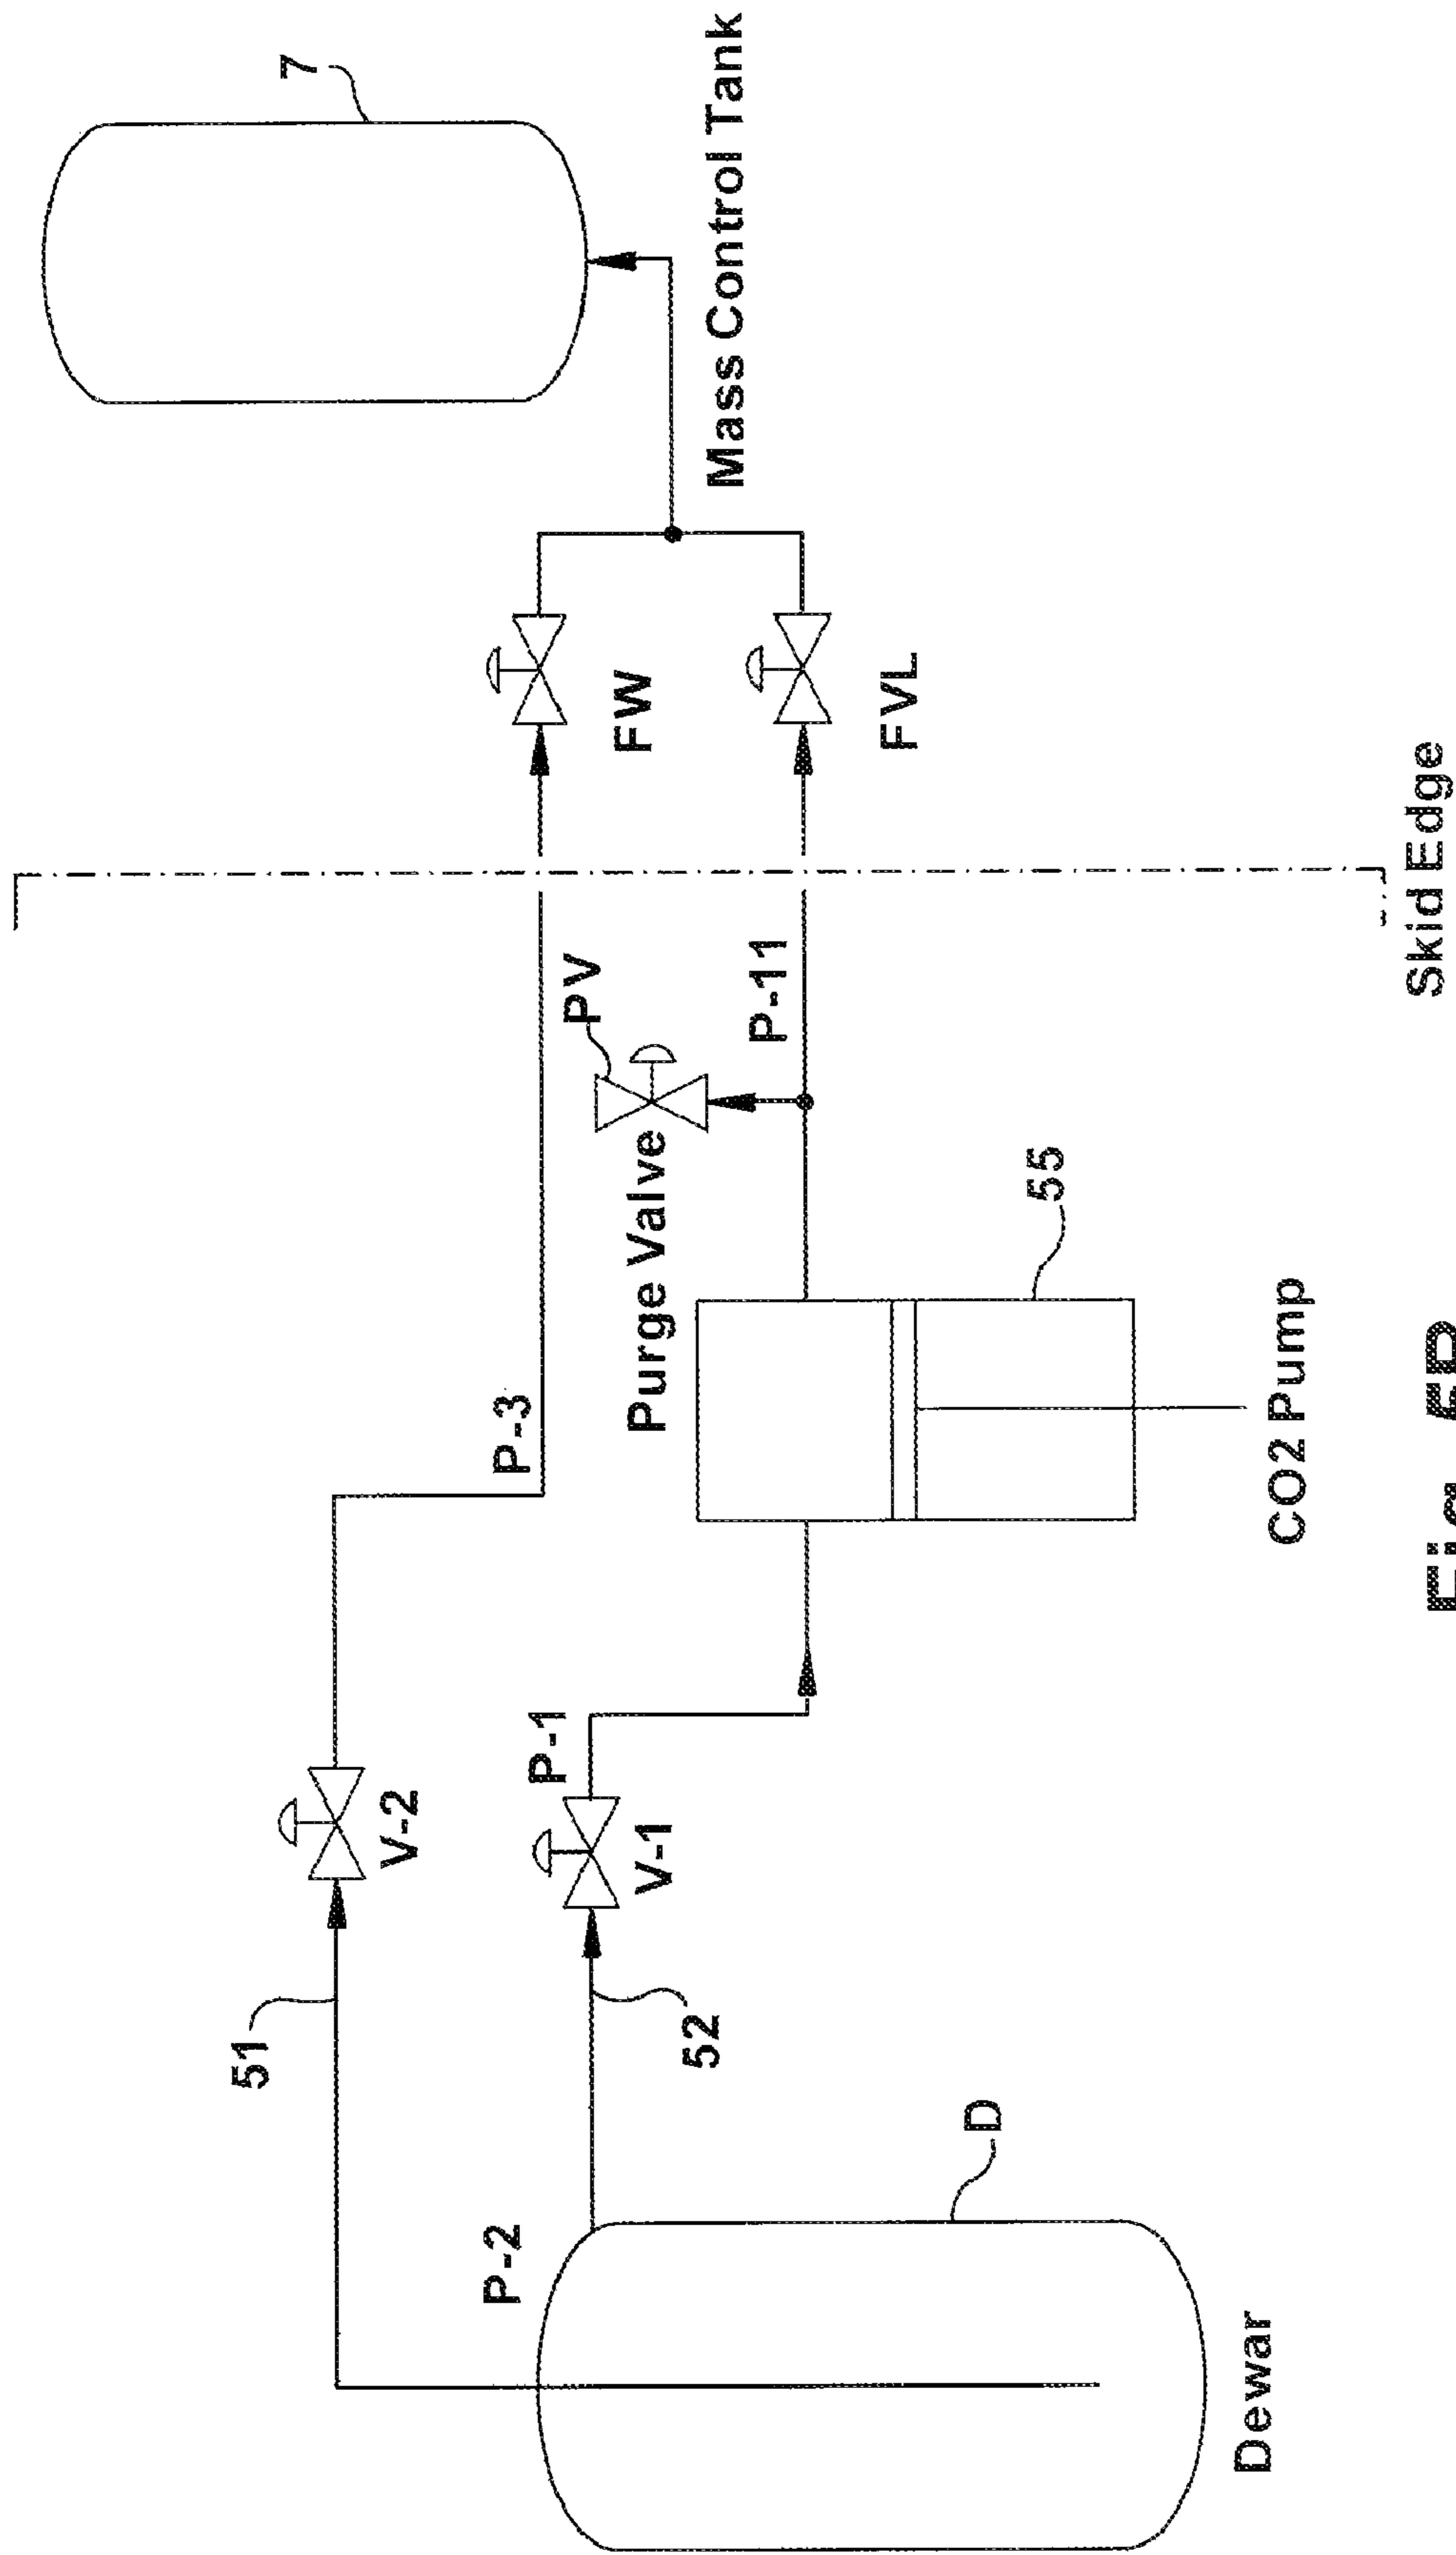 7
Mass Control Tank
FW
FVL
Skid Edge
PV
P-11
Purge Valve
55
P-3
CO2 Pump
V-2
P-1
V-1
51
52
P-2
D
Dewar